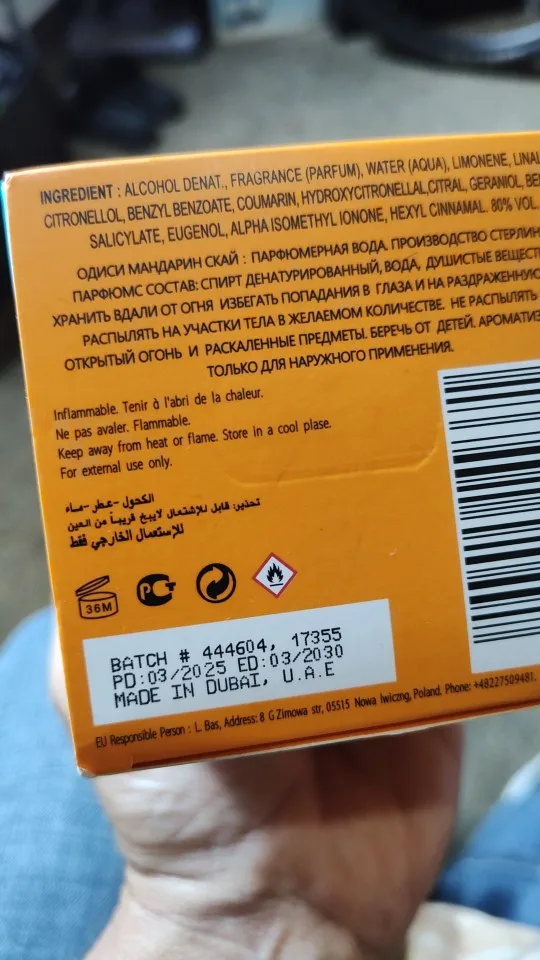 INGREDIENT : ALCOHOL DENAT., FRAGRANCE (PARFUM), WATER (AQUA), LIMONENE,
CITRONELLOL, BENZYL BENZOATE, COUMARIN, HYDROXYCITRONELLAL,CITRAL, GERANIOL,
SALICYLATE, EUGENOL, ALPHA ISOMETHYL IONONE, HEXYL CINNAMAL. 80% VOL.
ОДИСИ МАНДАРИН СКАЙ : ПАРФЮМЕРНАЯ ВОДА. ПРОИЗВОДСТВО
ПАРФЮМС СОСТАВ: СПИРТ ДЕНАТУРИРОВАННЫЙ, ВОДА, ДУШИСТЫЕ
ХРАНИТЬ ВДАЛИ ОТ ОГНЯ ИЗБЕГАТЬ ПОПАДАНИЯ В ГЛАЗА И НА
РАСПЫЛЯТЬ НА УЧАСТКИ ТЕЛА В ЖЕЛАЕМОМ КОЛИЧЕСТВЕ. НЕ РАСПЫЛЯТЬ
ОТКРЫТЫЙ ОГОНЬ И РАСКАЛЕННЫЕ ПРЕДМЕТЫ. БЕРЕЧЬ ОТ ДЕТЕЙ.
ТОЛЬКО ДЛЯ НАРУЖНОГО ПРИМЕНЕНИЯ.
Inflammable. Tenir à l'abri de la chaleur.
Ne pas avaler. Flammable.
Keep away from heat or flame. Store in a cool plase.
For external use only.
الكحول -عطر -ماء
تحذير: قابل للإشتعال لايبخ قريباً من العين
للإستعمال الخارجي فقط
36M
BATCH # 444604, 17355
PD:03/2025 ED:03/2030
MADE IN DUBAI, U.A.E
EU Responsible Person : L. Bas, Address: 8 G Zimowa str, 05515 Nowa Iwiczng, Poland. Phone: +48227509481.